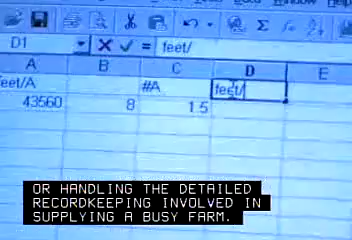 D1 = feet/
A B C D E
feet/A #A feet/
43560 8 1.5
OR HANDLING THE DETAILED
RECORDKEEPING INVOLVED IN
SUPPLYING A BUSY FARM.